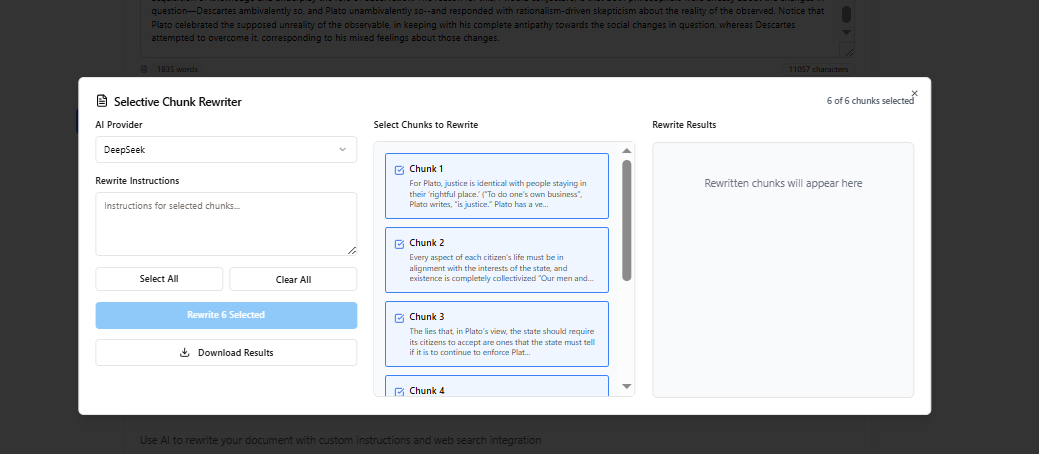 question—Descartes ambivalently so, and Plato unambivalently so--and responded with rationalism-driven skepticism about the reality of the observed. Notice that
Plato celebrated the supposed unreality of the observable, in keeping with his complete antipathy towards the social changes in question, whereas Descartes
attempted to overcome it, corresponding to his mixed feelings about those changes.
1835 words
11057 characters
Selective Chunk Rewriter
6 of 6 chunks selected
×
AI Provider
Select Chunks to Rewrite
Rewrite Results
DeepSeek
Rewrite Instructions
Instructions for selected chunks...
Select All
Clear All
Rewrite 6 Selected
Download Results
Chunk 1
For Plato, justice is identical with people staying in
their 'rightful place.' ("To do one's own business",
Plato writes, "is justice." Plato has a ve...
Chunk 2
Every aspect of each citizen's life must be in
alignment with the interests of the state, and
existence is completely collectivized "Our men and...
Chunk 3
The lies that, in Plato's view, the state should require
its citizens to accept are ones that the state must tell
if it is to continue to enforce Plat...
Chunk 4
Rewritten chunks will appear here
Use AI to rewrite your document with custom instructions and web search integration